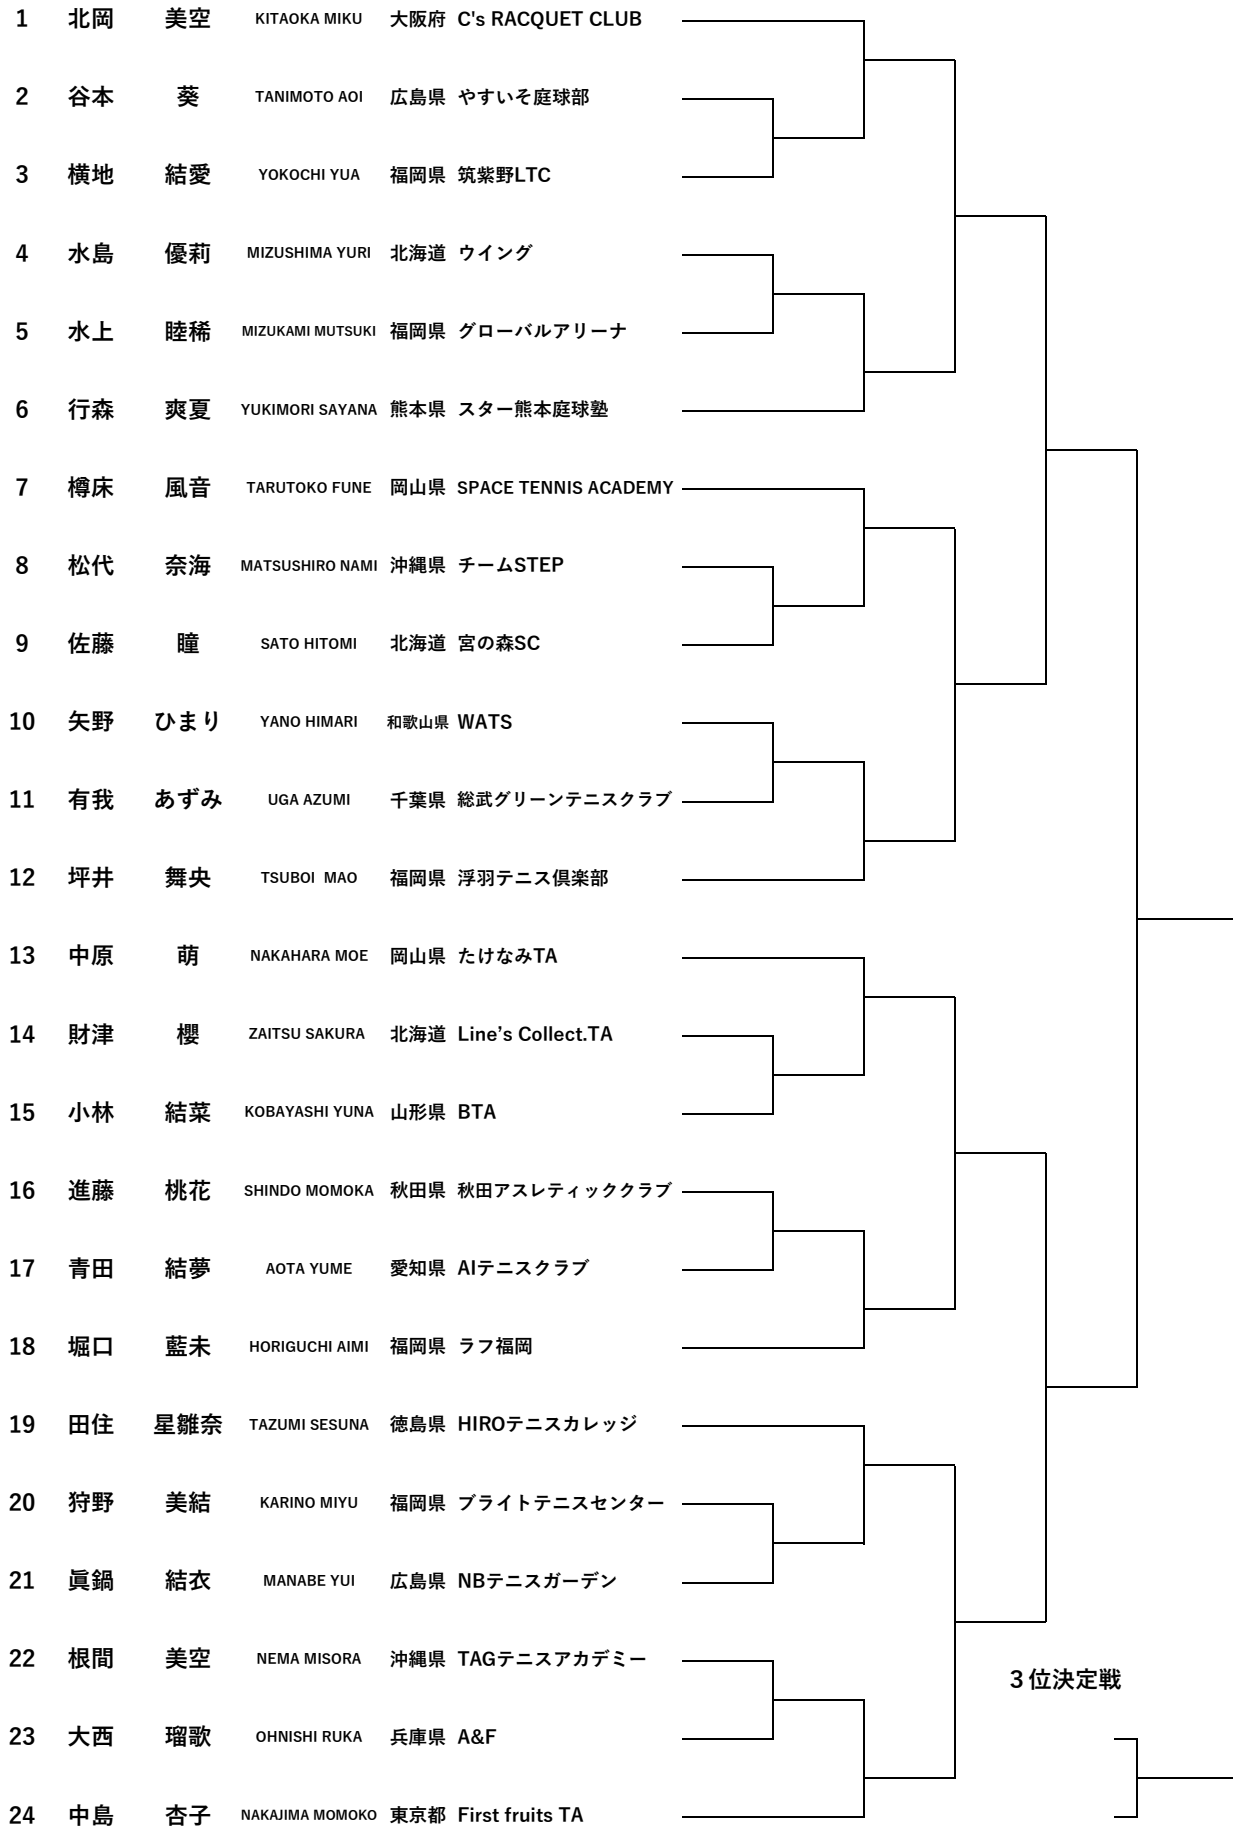 1 北岡 美空 KITAOKA MIKU 大阪府 C's RACQUET CLUB
2 谷本 葵 TANIMOTO AOI 広島県 やすいそ庭球部
3 横地 結愛 YOKOCHI YUA 福岡県 筑紫野LTC
4 水島 優莉 MIZUSHIMA YURI 北海道 ウイング
5 水上 睦稀 MIZUKAMI MUTSUKI 福岡県 グローバルアリーナ
6 行森 爽夏 YUKIMORI SAYANA 熊本県 スター熊本庭球塾
7 樽床 風音 TARUTOKO FUNE 岡山県 SPACE TENNIS ACADEMY
8 松代 奈海 MATSUSHIRO NAMI 沖縄県 チームSTEP
9 佐藤 瞳 SATO HITOMI 北海道 宮の森SC
10 矢野 ひまり YANO HIMARI 和歌山県 WATS
11 有我 あずみ UGA AZUMI 千葉県 総武グリーンテニスクラブ
12 坪井 舞央 TSUBOI MAO 福岡県 浮羽テニス倶楽部
13 中原 萌 NAKAHARA MOE 岡山県 たけなみTA
14 財津 櫻 ZAITSU SAKURA 北海道 Line’s Collect.TA
15 小林 結菜 KOBAYASHI YUNA 山形県 BTA
16 進藤 桃花 SHINDO MOMOKA 秋田県 秋田アスレティッククラブ
17 青田 結夢 AOTA YUME 愛知県 AIテニスクラブ
18 堀口 藍未 HORIGUCHI AIMI 福岡県 ラフ福岡
19 田住 星雛奈 TAZUMI SESUNA 徳島県 HIROテニスカレッジ
20 狩野 美結 KARINO MIYU 福岡県 ブライトテニスセンター
21 眞鍋 結衣 MANABE YUI 広島県 NBテニスガーデン
22 根間 美空 NEMA MISORA 沖縄県 TAGテニスアカデミー
３位決定戦
23 大西 瑠歌 OHNISHI RUKA 兵庫県 A&F
24 中島 杏子 NAKAJIMA MOMOKO 東京都 First fruits TA